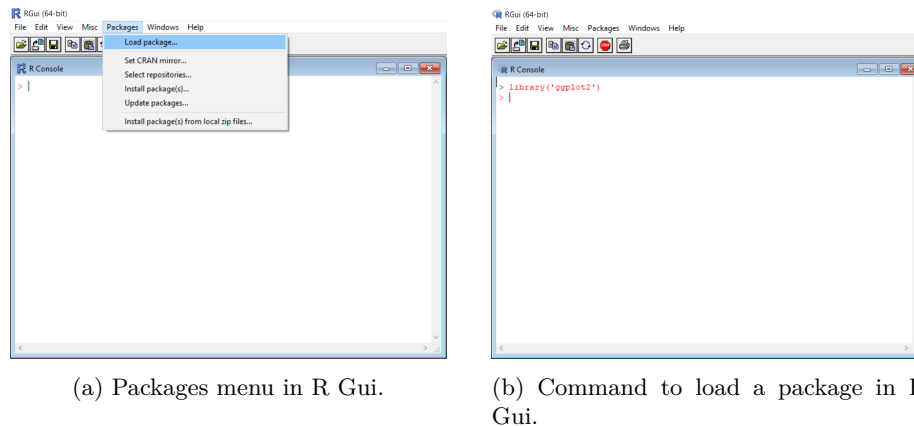 RGui (64-bit)
File Edit View Misc Packages Windows Help
Load package...
Set CRAN mirror...
Select repositories...
Install package(s)...
Update packages...
Install package(s) from local zip files...
R Console
>
(a) Packages menu in R Gui.
RGui (64-bit)
File Edit View Misc Packages Windows Help
STOP
R Console
> library('ggplot2')
>
(b) Command to load a package in
Gui.